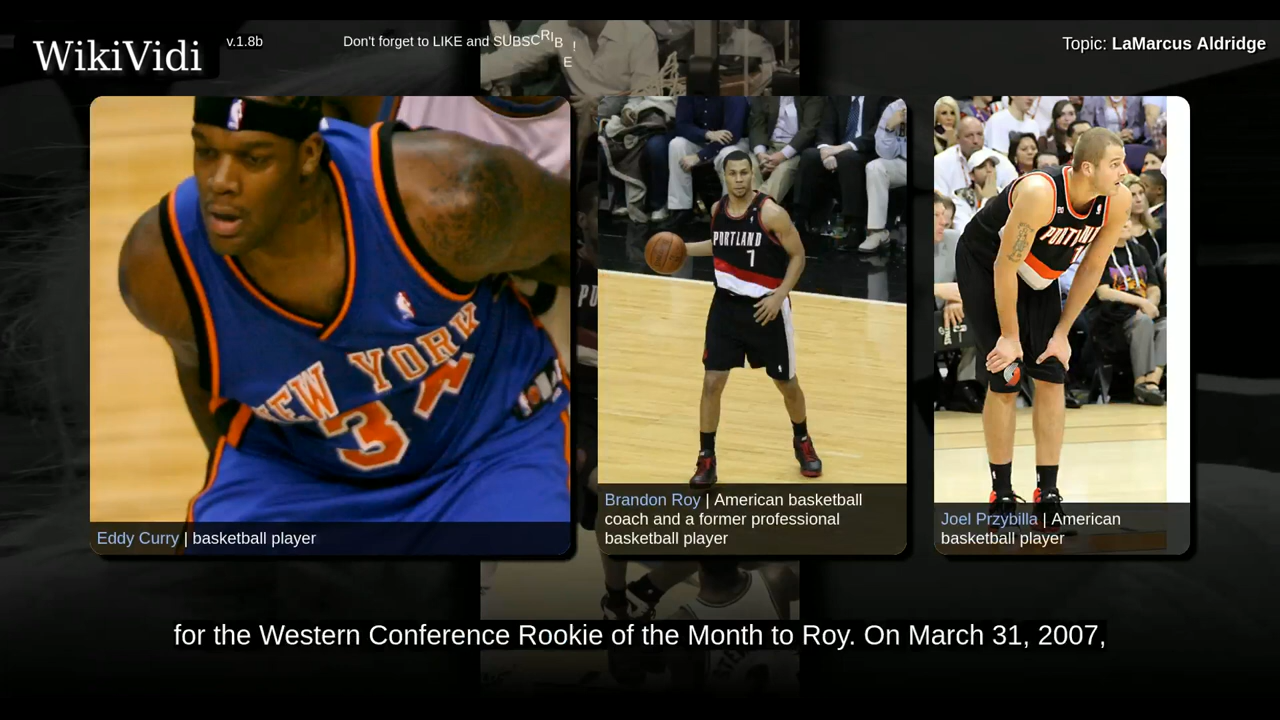 WikiVidi
v.1.8b
Don't forget to LIKE and SUBSCRIBE!
Topic: LaMarcus Aldridge
NEW YORK
34
PORTLAND
7
Eddy Curry | basketball player
Brandon Roy | American basketball
coach and a former professional
basketball player
Joel Przybilla | American
basketball player
for the Western Conference Rookie of the Month to Roy. On March 31, 2007,